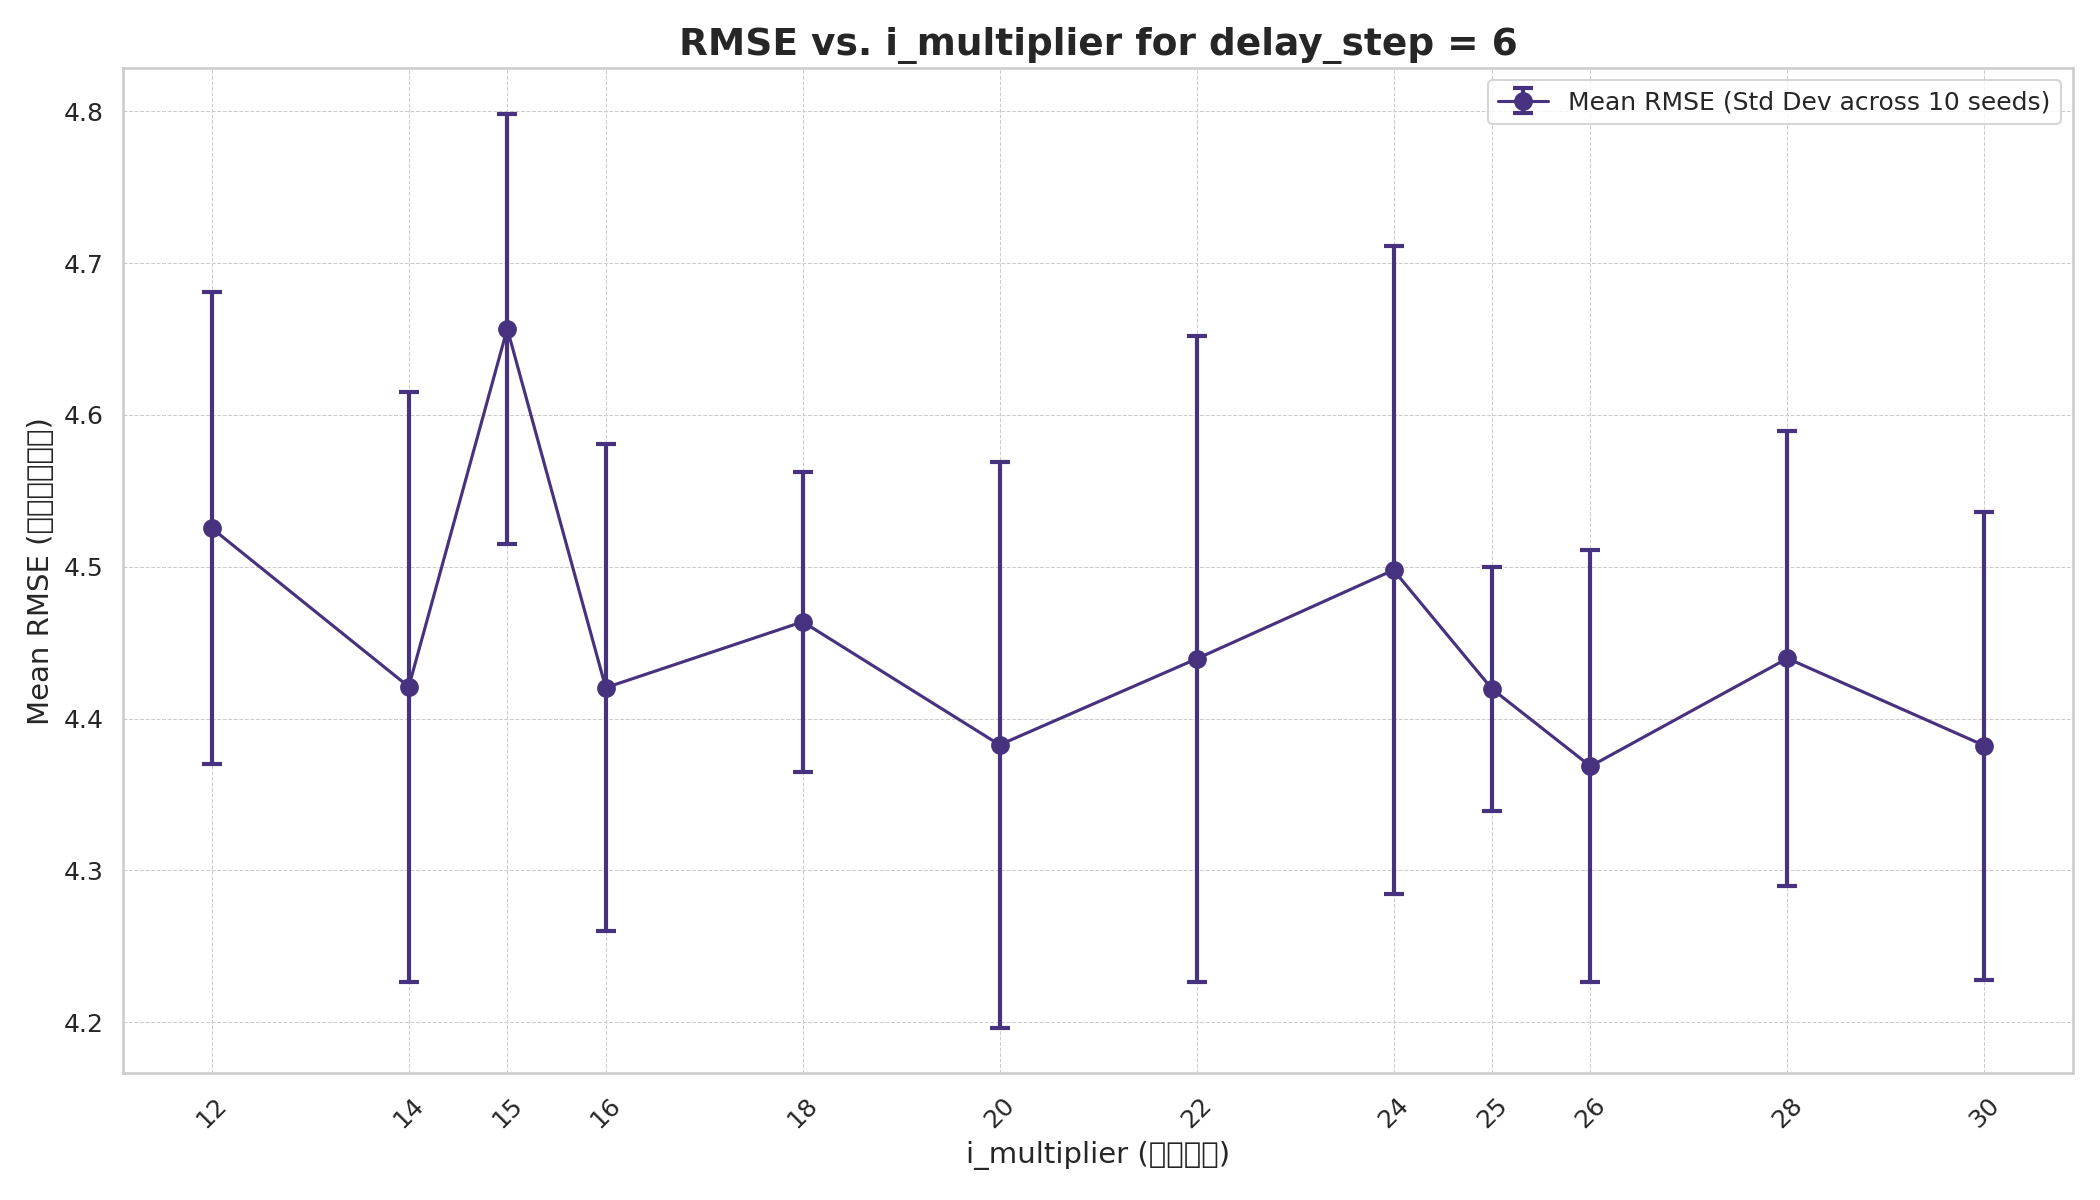 RMSE vs. i_multiplier for delay_step = 6
Mean RMSE (Std Dev across 10 seeds)
4.8
4.7
4.6
4.5
4.4
4.3
4.2
Mean RMSE (□□□□□□□)
12 14 15 16 18 20 22 24 25 26 28 30
i_multiplier (□□□□)